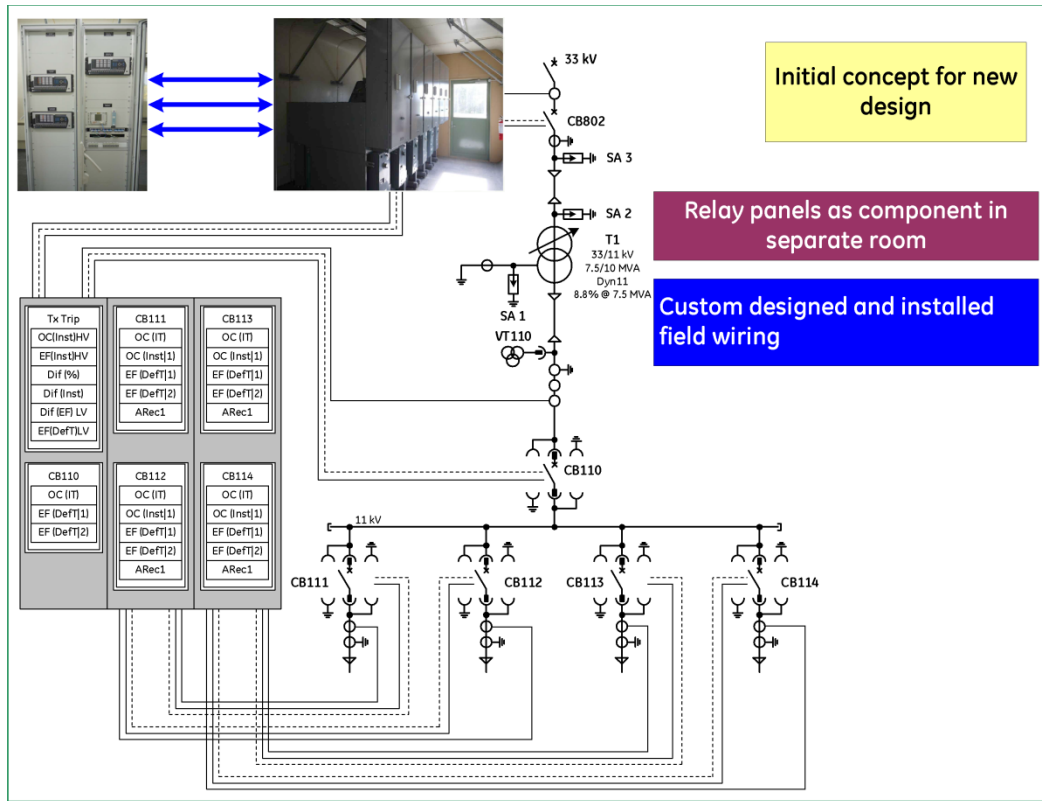 33 kV
CB802
SA 3
SA 2
T1
33/11 kV
7.5/10 MVA
Dyn11
8.8% @ 7.5 MVA
SA 1
VT110
CB110
11 kV
CB111
CB112
CB113
CB114
Initial concept for new
design
Relay panels as component in
separate room
Custom designed and installed
field wiring
Tx Trip
OC(Inst)HV
EF(Inst)HV
Dif (%)
Dif (Inst)
Dif (EF) LV
EF(DefT)LV
CB111
OC (IT)
OC (Inst|1)
EF (DefT|1)
EF (DefT|2)
ARec1
CB113
OC (IT)
OC (Inst|1)
EF (DefT|1)
EF (DefT|2)
ARec1
CB110
OC (IT)
EF (DefT|1)
EF (DefT|2)
CB112
OC (IT)
OC (Inst|1)
EF (DefT|1)
EF (DefT|2)
ARec1
CB114
OC (IT)
OC (Inst|1)
EF (DefT|1)
EF (DefT|2)
ARec1